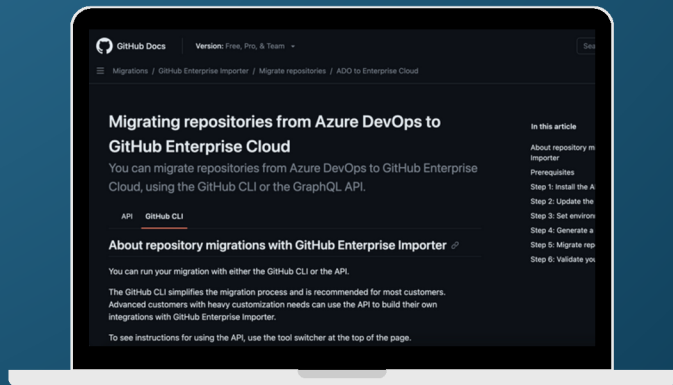 GitHub Docs
Version: Free, Pro, & Team
Migrations / GitHub Enterprise Importer / Migrate repositories / ADO to Enterprise Cloud
Migrating repositories from Azure DevOps to
GitHub Enterprise Cloud
You can migrate repositories from Azure DevOps to GitHub Enterprise
Cloud, using the GitHub CLI or the GraphQL API.
API GitHub CLI
About repository migrations with GitHub Enterprise Importer
You can run your migration with either the GitHub CLI or the API.
The GitHub CLI simplifies the migration process and is recommended for most customers.
Advanced customers with heavy customization needs can use the API to build their own
integrations with GitHub Enterprise Importer.
To see instructions for using the API, use the tool switcher at the top of the page.
In this article
About repository
Importer
Prerequisites
Step 1: Install the
Step 2: Update the
Step 3: Set
Step 4: Generate a
Step 5: Migrate
Step 6: Validate